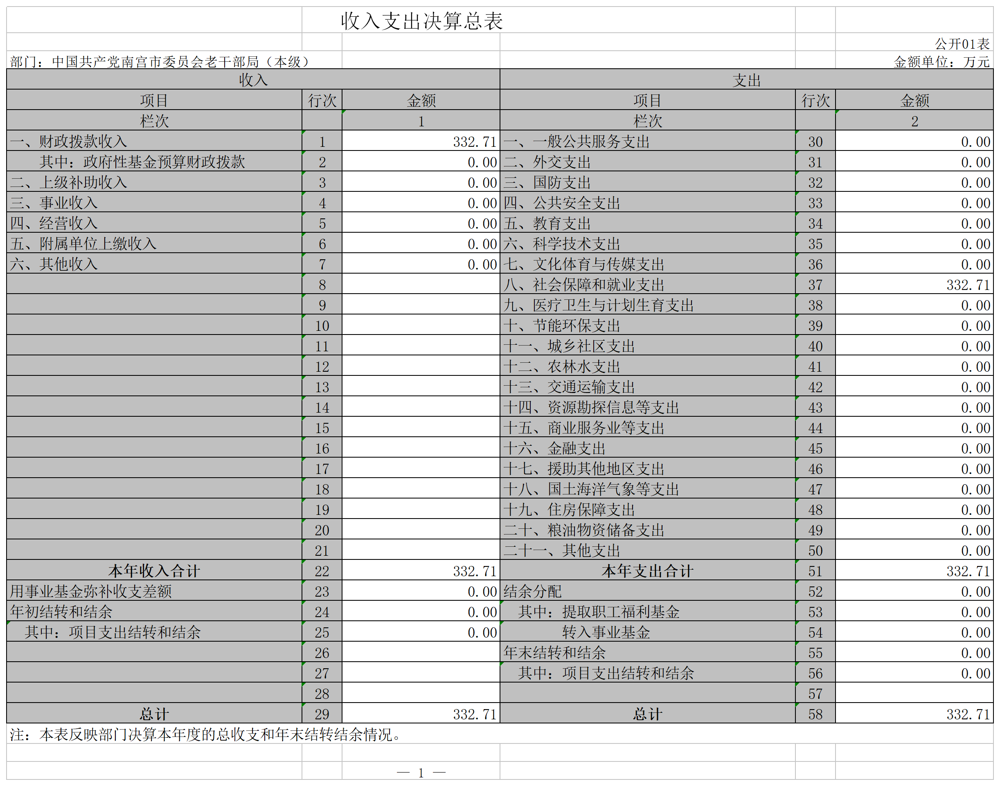 收入支出决算总表
公开01表
部门：中国共产党南宫市委员会老干部局（本级） 金额单位：万元
收入 支出
项目 行次 金额 项目 行次 金额
栏次 1 栏次 2
一、财政拨款收入 1 332.71 一、一般公共服务支出 30 0.00
其中：政府性基金预算财政拨款 2 0.00 二、外交支出 31 0.00
二、上级补助收入 3 0.00 三、国防支出 32 0.00
三、事业收入 4 0.00 四、公共安全支出 33 0.00
四、经营收入 5 0.00 五、教育支出 34 0.00
五、附属单位上缴收入 6 0.00 六、科学技术支出 35 0.00
六、其他收入 7 0.00 七、文化体育与传媒支出 36 0.00
8 八、社会保障和就业支出 37 332.71
9 九、医疗卫生与计划生育支出 38 0.00
10 十、节能环保支出 39 0.00
11 十一、城乡社区支出 40 0.00
12 十二、农林水支出 41 0.00
13 十三、交通运输支出 42 0.00
14 十四、资源勘探信息等支出 43 0.00
15 十五、商业服务业等支出 44 0.00
16 十六、金融支出 45 0.00
17 十七、援助其他地区支出 46 0.00
18 十八、国土海洋气象等支出 47 0.00
19 十九、住房保障支出 48 0.00
20 二十、粮油物资储备支出 49 0.00
21 二十一、其他支出 50 0.00
本年收入合计 22 332.71 本年支出合计 51 332.71
用事业基金弥补收支差额 23 0.00 结余分配 52 0.00
年初结转和结余 24 0.00 其中：提取职工福利基金 53 0.00
其中：项目支出结转和结余 25 0.00 转入事业基金 54 0.00
26 年末结转和结余 55 0.00
27 其中：项目支出结转和结余 56 0.00
28 57
总计 29 332.71 总计 58 332.71
注：本表反映部门决算本年度的总收支和年末结转结余情况。
— 1 —